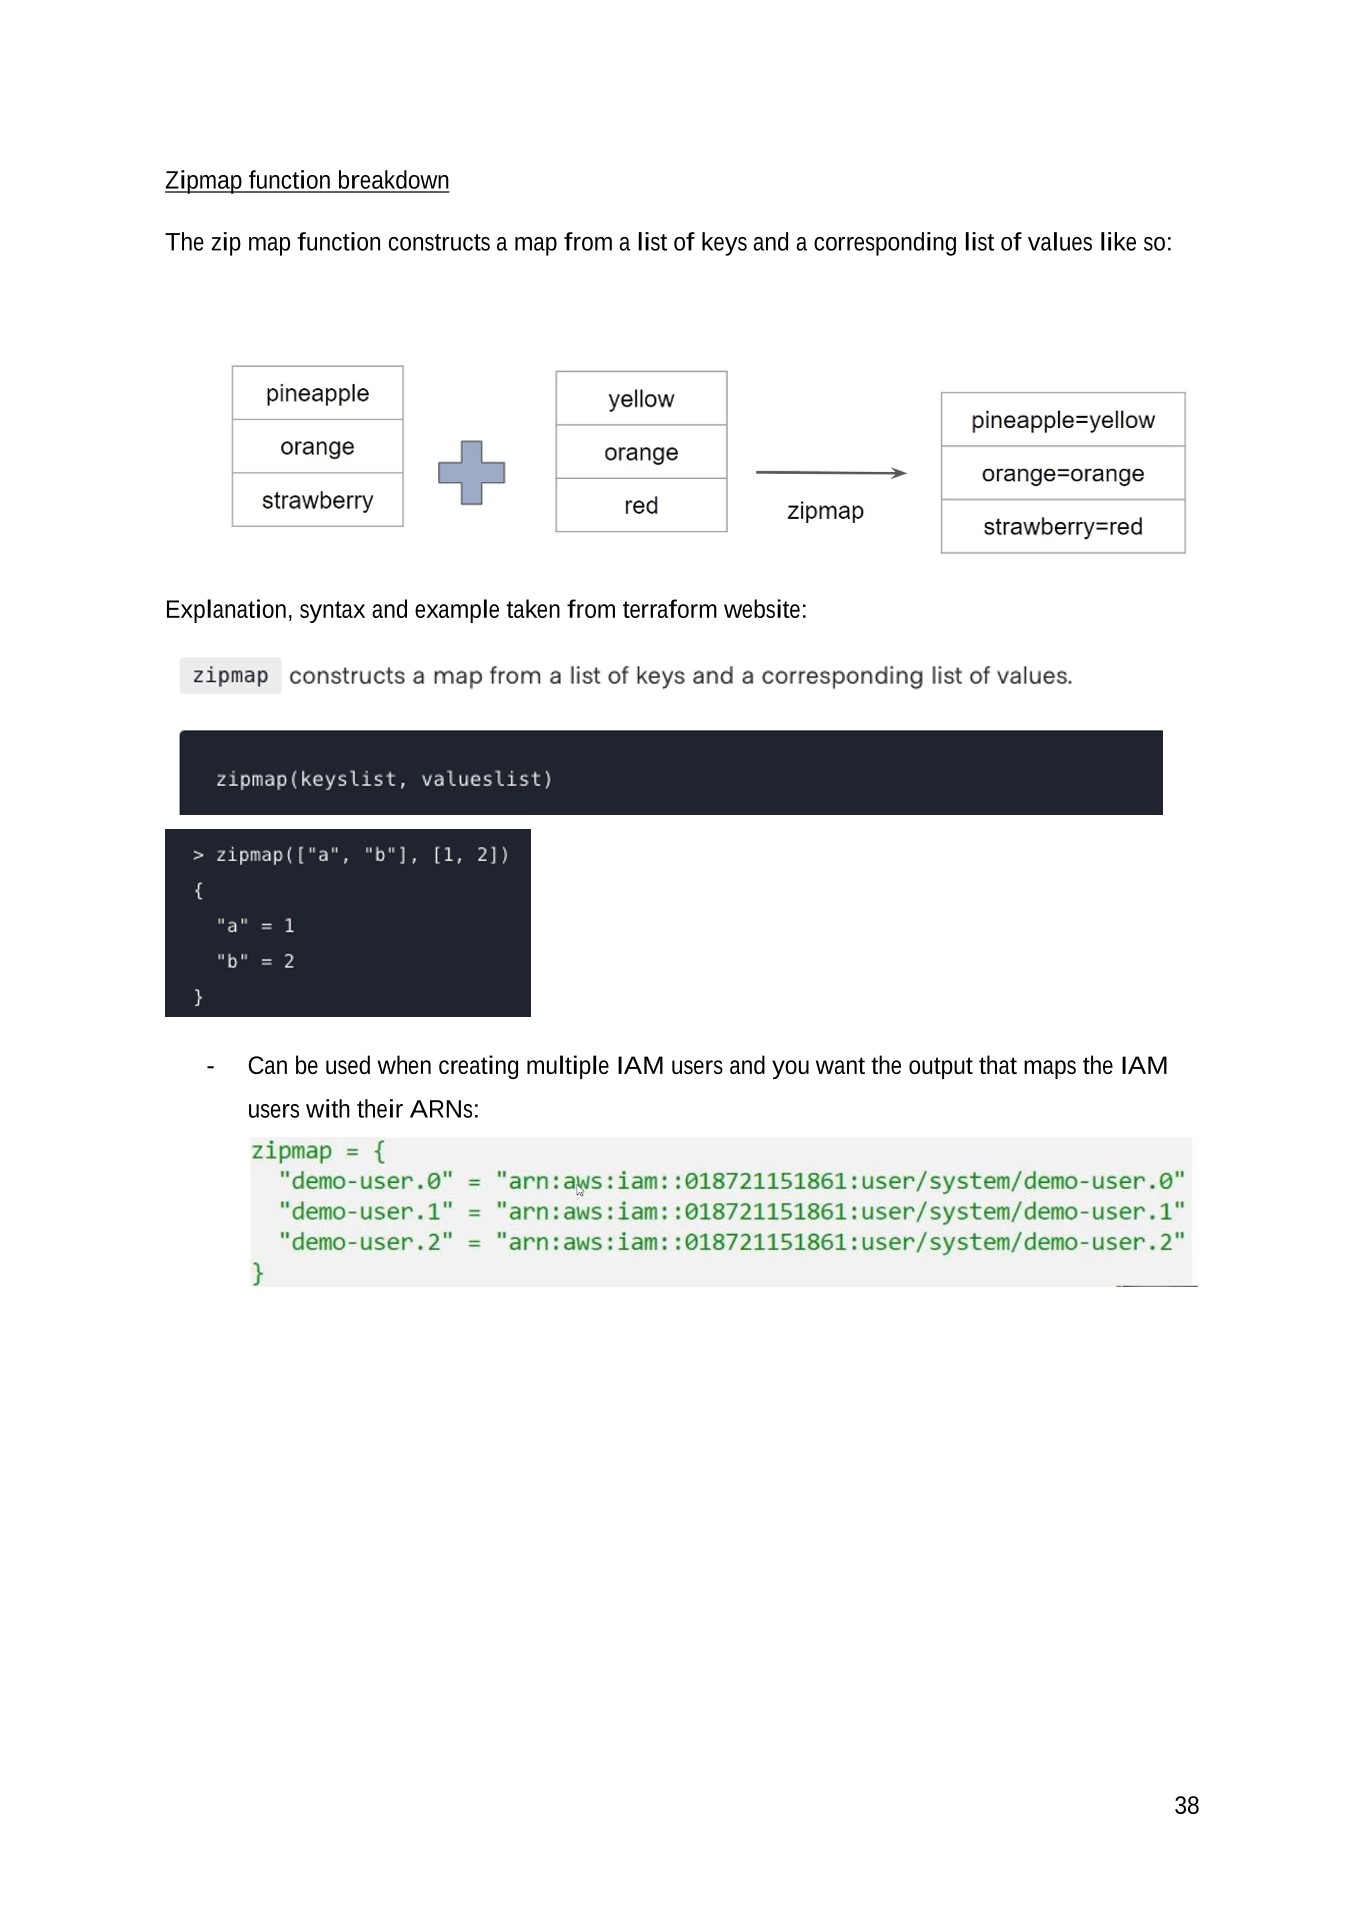 Zipmap function breakdown
The zip map function constructs a map from a list of keys and a corresponding list of values like so:
pineapple
orange
strawberry
yellow
orange
red
zipmap
pineapple=yellow
orange=orange
strawberry=red
Explanation, syntax and example taken from terraform website:
zipmap constructs a map from a list of keys and a corresponding list of values.
zipmap(keyslist, valueslist)
> zipmap(["a", "b"], [1, 2])
{
"a" = 1
"b" = 2
}
- Can be used when creating multiple IAM users and you want the output that maps the IAM
users with their ARNs:
zipmap = {
"demo-user.0" = "arn:aws:iam::018721151861:user/system/demo-user.0"
"demo-user.1" = "arn:aws:iam::018721151861:user/system/demo-user.1"
"demo-user.2" = "arn:aws:iam::018721151861:user/system/demo-user.2"
}
38